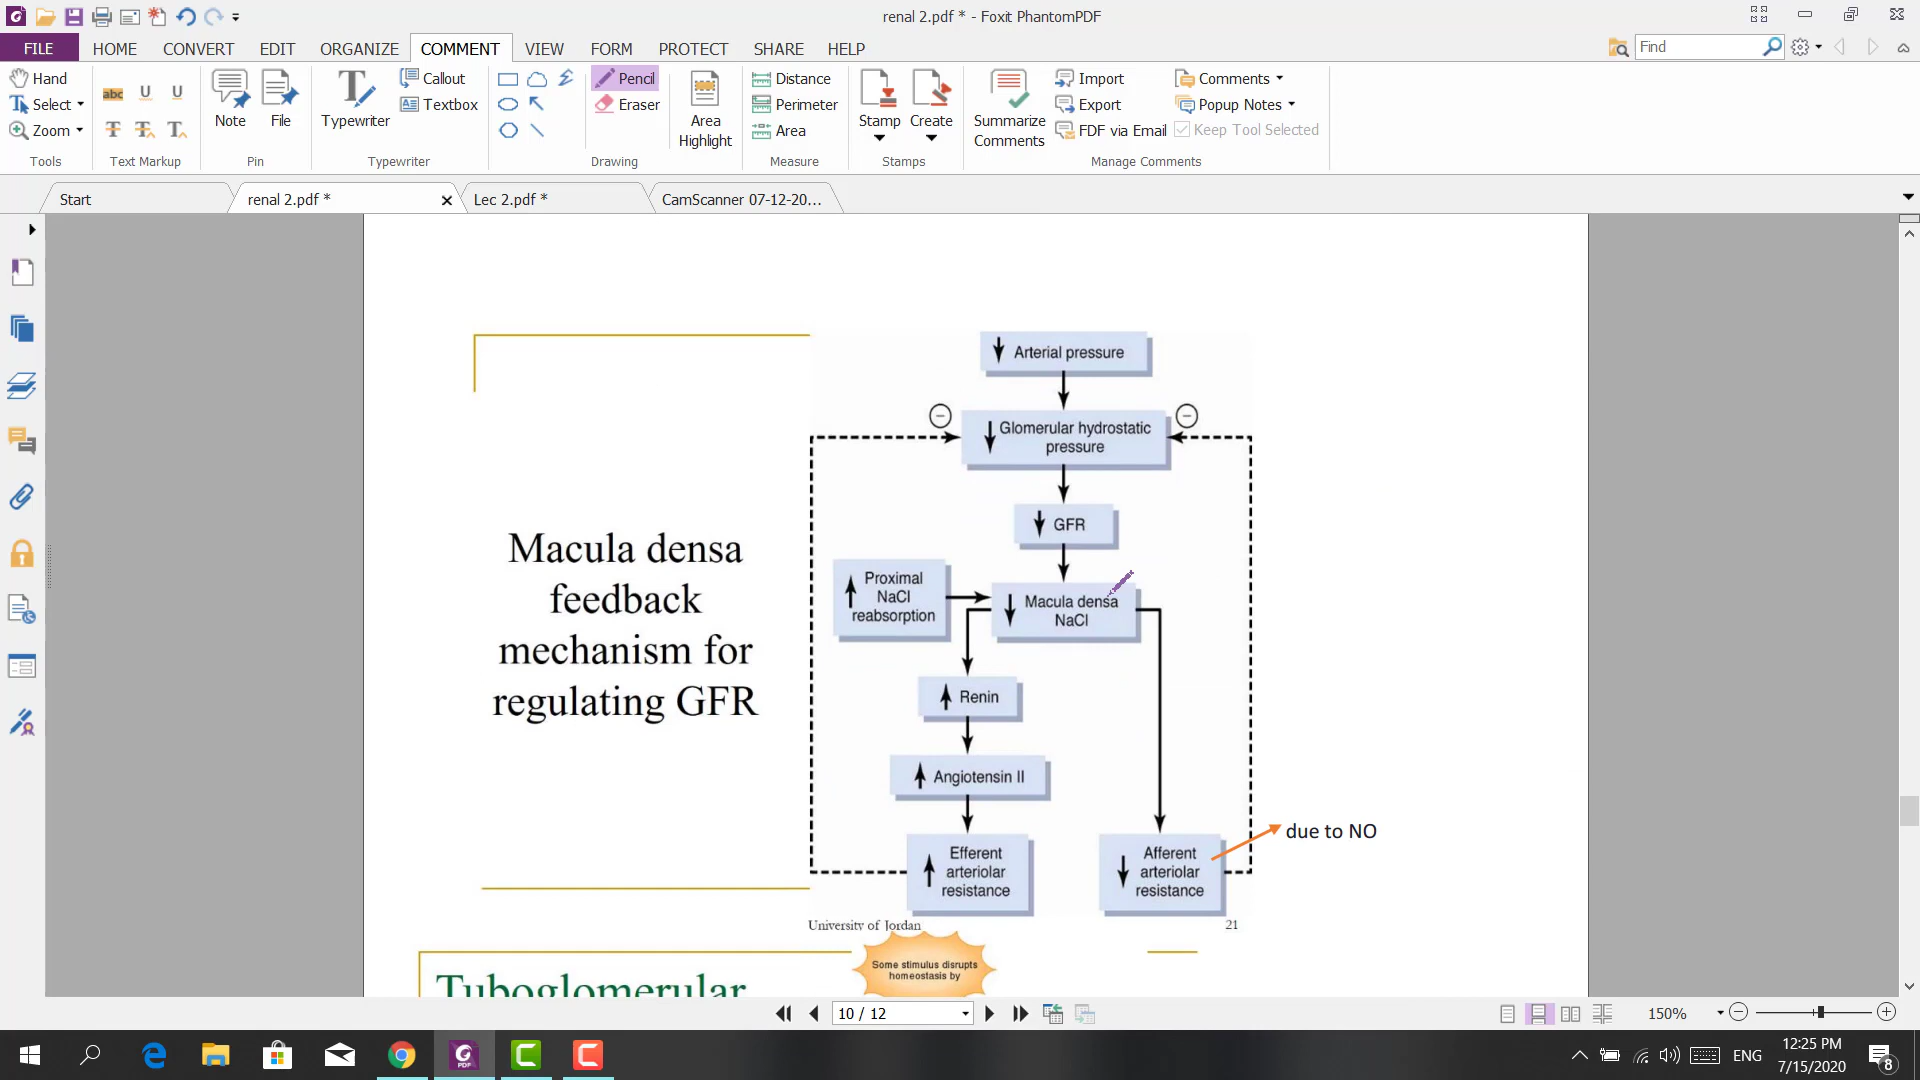 renal 2.pdf * - Foxit PhantomPDF
FILE HOME CONVERT EDIT ORGANIZE COMMENT VIEW FORM PROTECT SHARE HELP
Find
Hand
Select
Zoom
Tools
abc U U
T T T
Text Markup
Note
File
Pin
Typewriter
Callout
Textbox
Typewriter
Pencil
Eraser
Area
Highlight
Drawing
Distance
Perimeter
Area
Measure
Stamp
Create
Stamps
Summarize
Comments
Import
Export
FDF via Email
Comments
Popup Notes
Keep Tool Selected
Manage Comments
Start
renal 2.pdf *
Lec 2.pdf *
CamScanner 07-12-20...
Macula densa
feedback
mechanism for
regulating GFR
Arterial pressure
Glomerular hydrostatic
pressure
GFR
Proximal
NaCl
reabsorption
Macula densa
NaCl
Renin
Angiotensin II
Efferent
arteriolar
resistance
Afferent
arteriolar
resistance
due to NO
University of Jordan
21
Tuboglomerular
Some stimulus disrupts
homeostasis by
10 / 12
150%
PDF
ENG
12:25 PM
7/15/2020
8